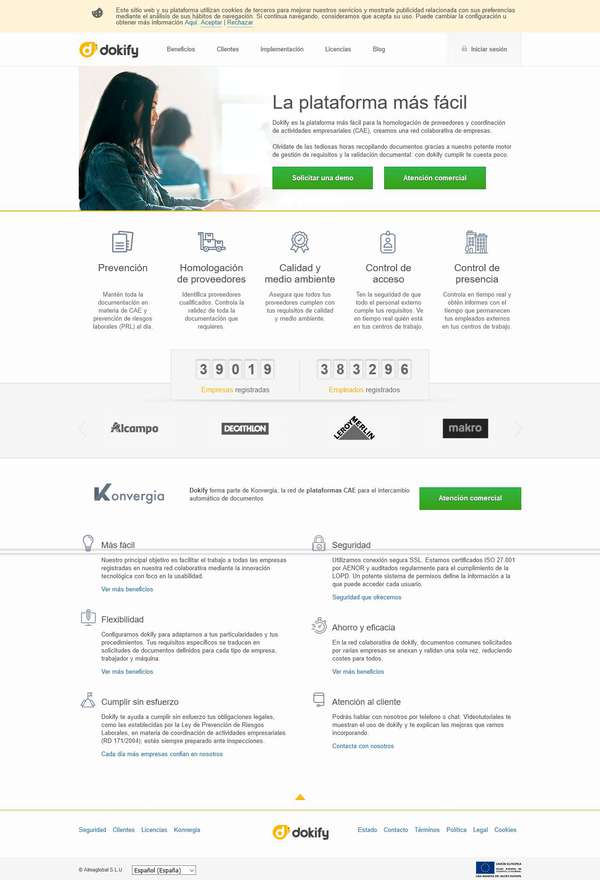 Este sitio web y su plataforma utilizan cookies de terceros para mejorar nuestros servicios y mostrarle publicidad relacionada con sus preferencias
mediante el análisis de sus hábitos de navegación. Si continua navegando, consideramos que acepta su uso. Puede cambiar la configuración u
obtener más información Aquí. Aceptar | Rechazar
dokify Beneficios Clientes Implementación Licencias Blog Iniciar sesión
La plataforma más fácil
Dokify es la plataforma más fácil para la homologación de proveedores y coordinación
de actividades empresariales (CAE), creamos una red colaborativa de empresas.
Olvídate de las tediosas horas recopilando documentos gracias a nuestro potente motor
de gestión de requisitos y la validación documental. con dokify cumplir te cuesta poco.
Solicitar una demo Atención comercial
Prevención
Mantén toda la
documentación en
materia de CAE y
prevención de riesgos
laborales (PRL) al día.
Homologación
de proveedores
Identifica proveedores
cualificados. Controla la
validez de toda la
documentación que
requieres.
Calidad y
medio ambiente
Asegura que todos tus
proveedores cumplen con
tus requisitos de calidad
y medio ambiente.
Control de
acceso
Ten la seguridad de
que todo el personal externo
cumple tus requisitos. Ve
en tiempo real quién está
en tus centros de trabajo.
Control de
presencia
Controla en tiempo real y
obtén informes con el
tiempo que permanecen
tus empleados externos
en tus centros de trabajo.
39019 383296
Empresas registradas Empleados registrados
Alcampo DECATHLON LEROY MERLIN makro
Konvergia
Dokify forma parte de Konvergia, la red de plataformas CAE para el intercambio
automático de documentos
Atención comercial
Más fácil
Nuestro principal objetivo es facilitar el trabajo a todas las empresas
registradas en nuestra red colaborativa mediante la innovación
tecnológica con foco en la usabilidad.
Ver más beneficios
Seguridad
Utilizamos conexión segura SSL. Estamos certificados ISO 27.001
por AENOR y auditados regularmente para el cumplimiento de la
LOPD. Un potente sistema de permisos define la información a la
que puede acceder cada usuario.
Seguridad que ofrecemos
Flexibilidad
Configuramos dokify para adaptarnos a tus particularidades y tus
procedimientos. Tus requisitos específicos se traducen en
solicitudes de documentos definidos para cada tipo de empresa,
trabajador y máquina.
Ver más beneficios
Ahorro y eficacia
En la red colaborativa de dokify, documentos comunes solicitados
por varias empresas se anexan y validan una sola vez, reduciendo
costes para todos.
Ver más beneficios
Cumplir sin esfuerzo
Dokify te ayuda a cumplir sin esfuerzo tus obligaciones legales,
como las establecidas por la Ley de Prevención de Riesgos
Laborales, en materia de coordinación de actividades empresariales
(RD 171/2004); estás siempre preparado ante inspecciones.
Cada día más empresas confían en nosotros
Atención al cliente
Podrás hablar con nosotros por telefono o chat. Videotutoriales te
muestran el uso de dokify y te explican las mejoras que vamos
incorporando.
Contacta con nosotros
Seguridad Clientes Licencias Konvergia dokify Estado Contacto Términos Política Legal Cookies
© Afeiaglobal S.L.U. Español (España) UNIÓN EUROPEA